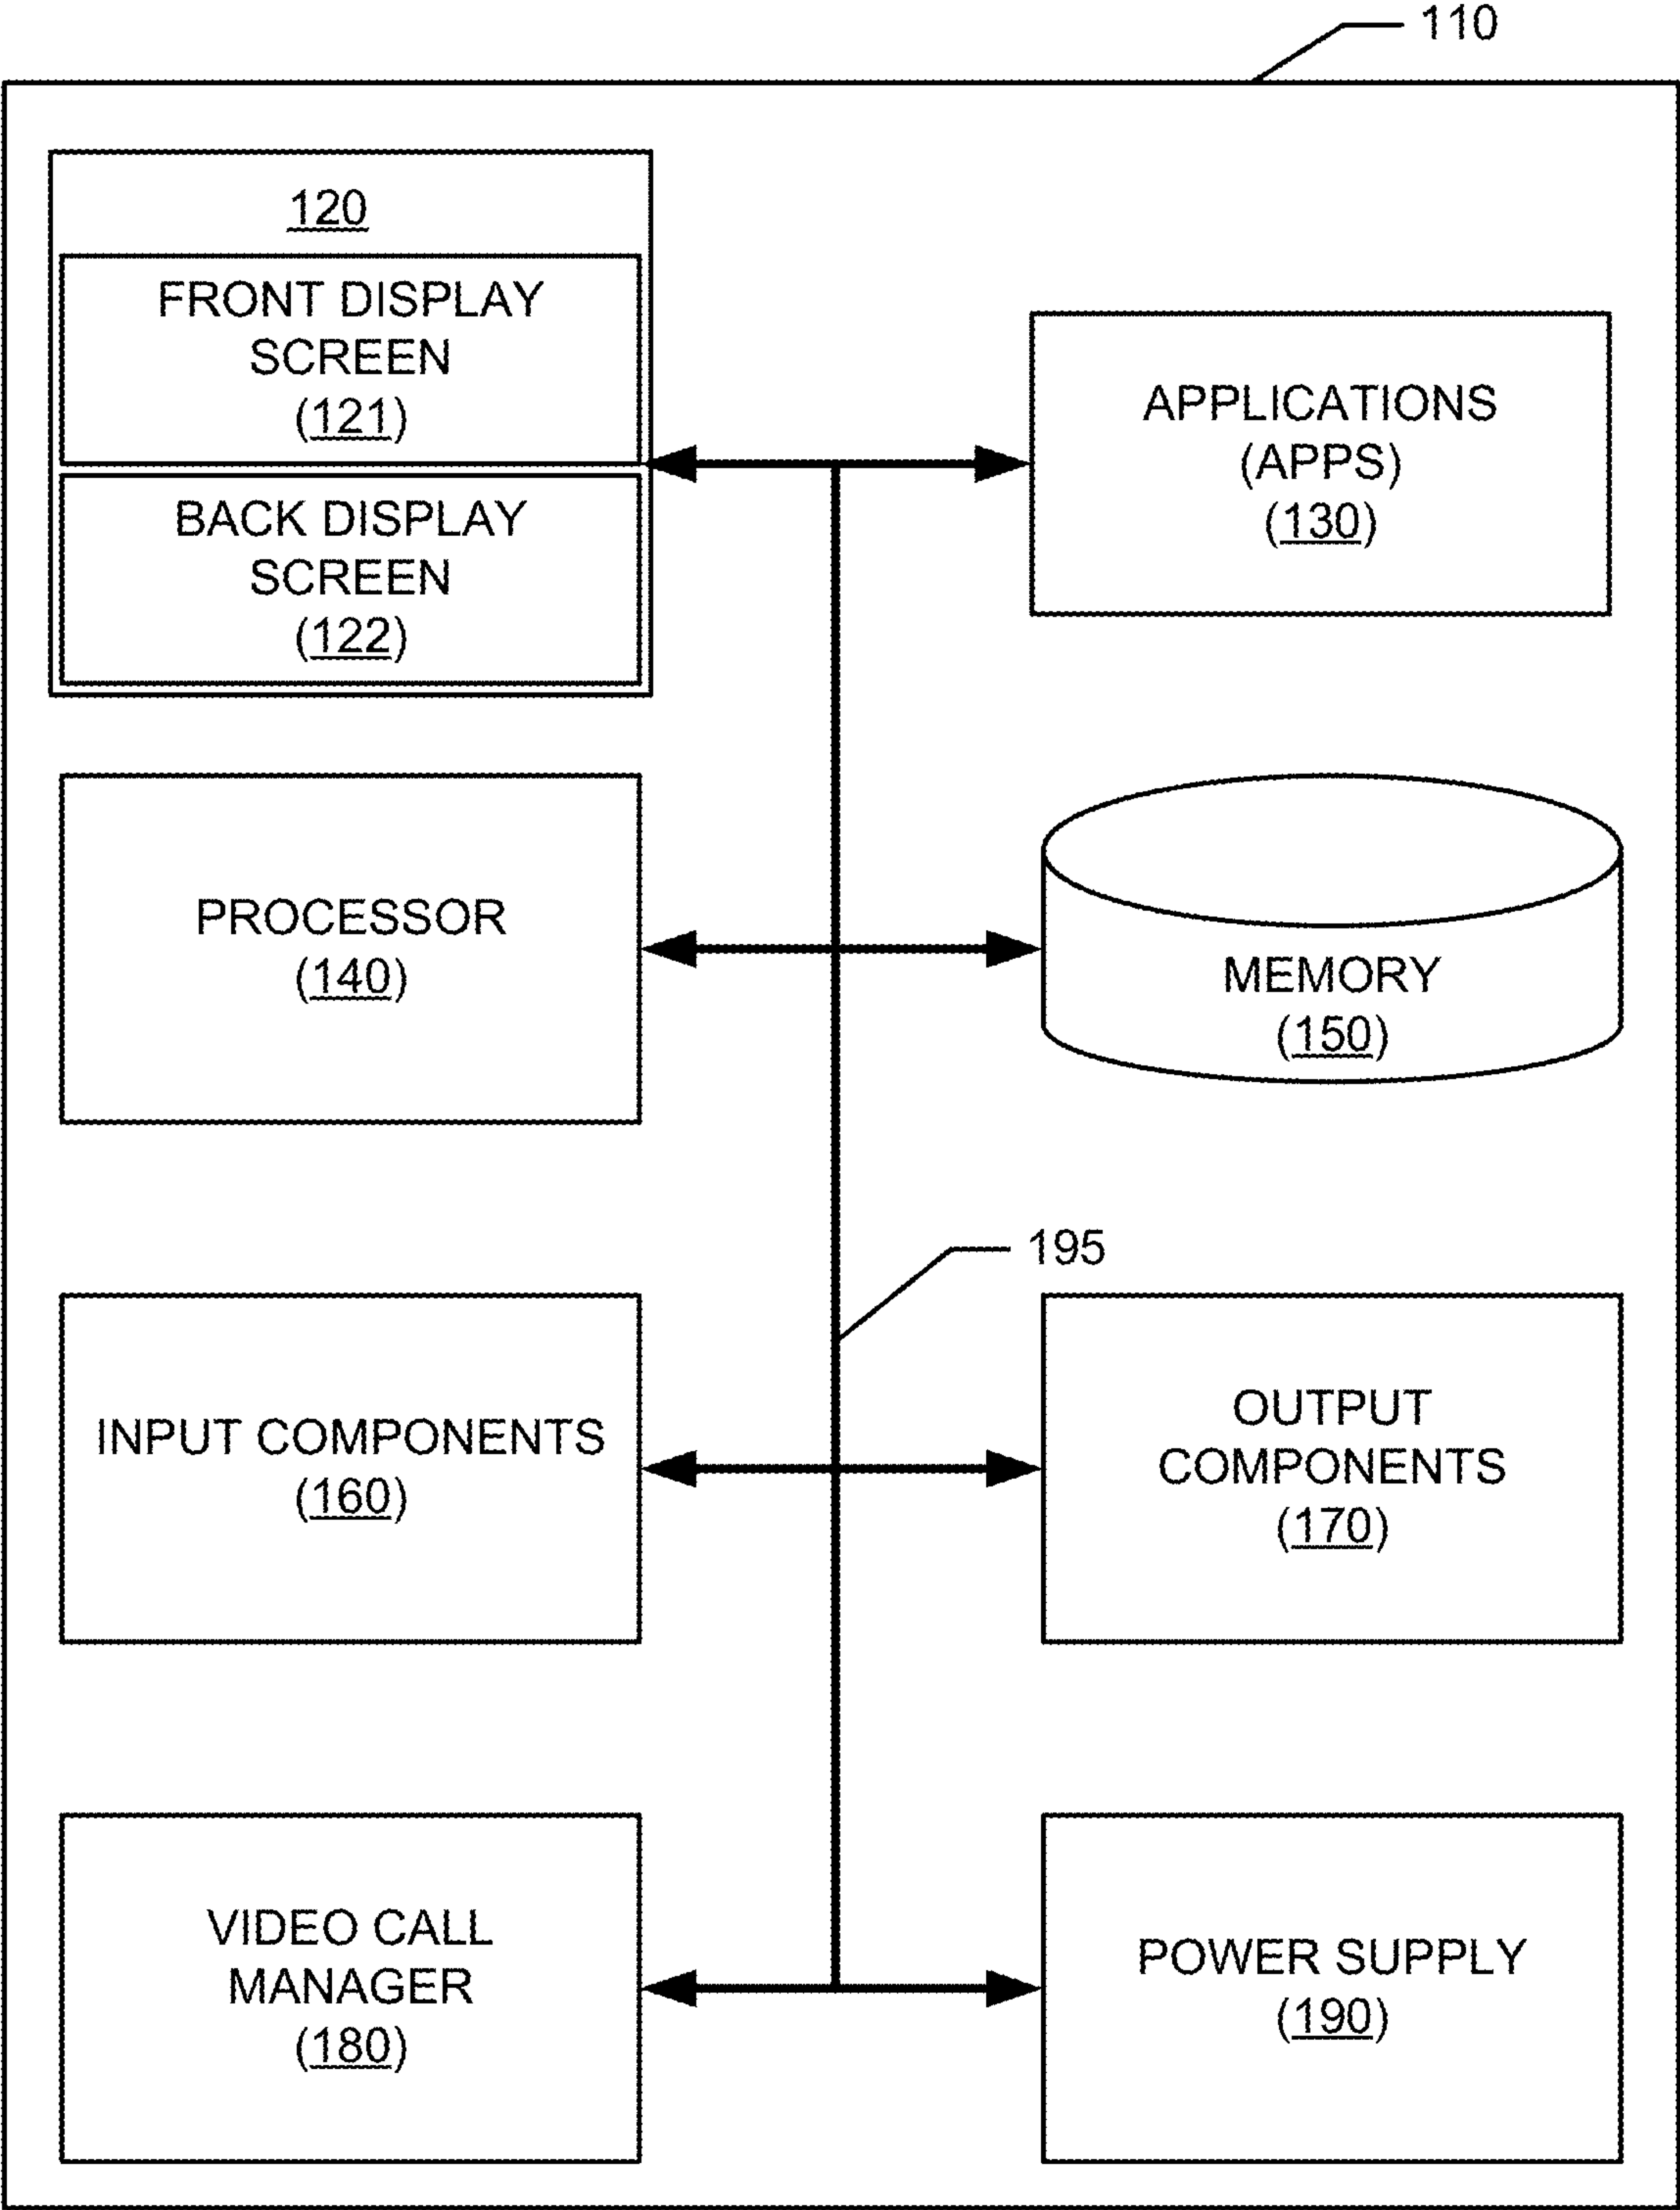 110
120
FRONT DISPLAY
SCREEN
(121)
BACK DISPLAY
SCREEN
(122)
APPLICATIONS
(APPS)
(130)
PROCESSOR
(140)
MEMORY
(150)
195
INPUT COMPONENTS
(160)
OUTPUT
COMPONENTS
(170)
VIDEO CALL
MANAGER
(180)
POWER SUPPLY
(190)